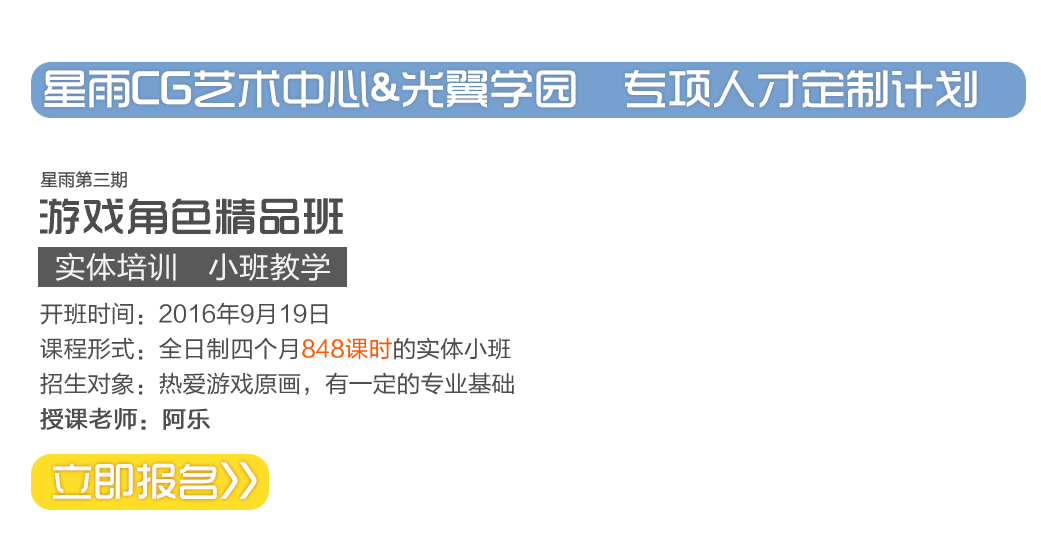 星雨CG艺术中心&光翼学园 专项人才定制计划
星雨第三期
游戏角色精品班
实体培训 小班教学
开班时间：2016年9月19日
课程形式：全日制四个月848课时的实体小班
招生对象：热爱游戏原画，有一定的专业基础
授课老师：阿乐
立即报名>>